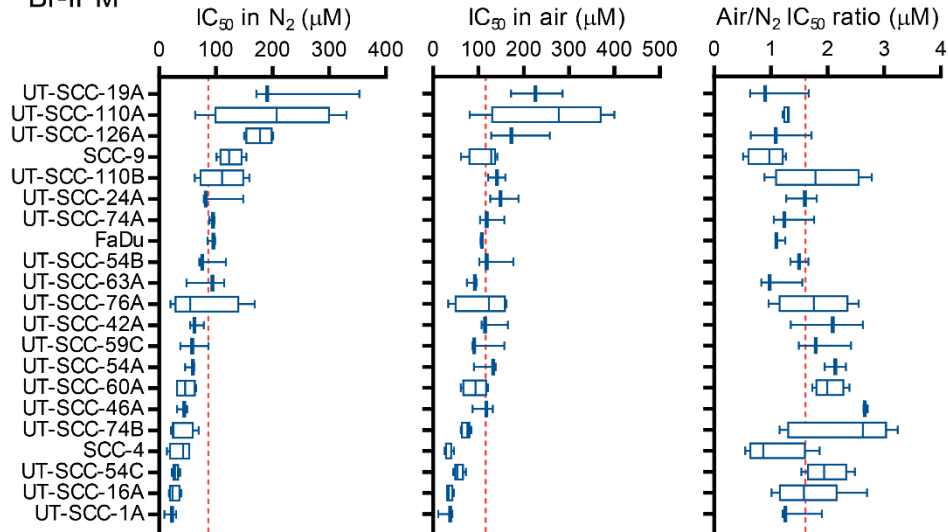 Br-IPM
IC50 in N2 (μM) IC50 in air (μM) Air/N2 IC50 ratio (μM)
0 100 200 300 400 0 100 200 300 400 500 0 1 2 3 4
UT-SCC-19A
UT-SCC-110A
UT-SCC-126A
SCC-9
UT-SCC-110B
UT-SCC-24A
UT-SCC-74A
FaDu
UT-SCC-54B
UT-SCC-63A
UT-SCC-76A
UT-SCC-42A
UT-SCC-59C
UT-SCC-54A
UT-SCC-60A
UT-SCC-46A
UT-SCC-74B
SCC-4
UT-SCC-54C
UT-SCC-16A
UT-SCC-1A